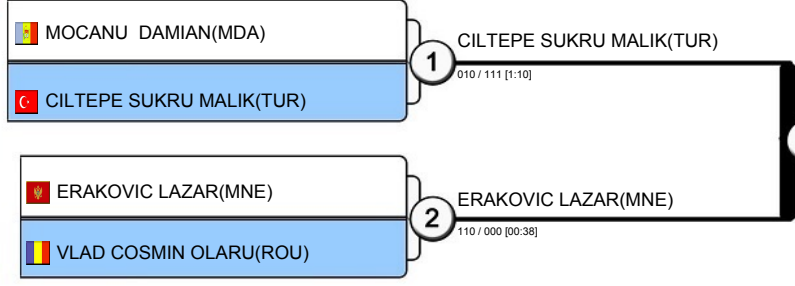 MOCANU DAMIAN(MDA)
CILTEPE SUKRU MALIK(TUR)
1
CILTEPE SUKRU MALIK(TUR)
010 / 111 [1:10]
ERAKOVIC LAZAR(MNE)
VLAD COSMIN OLARU(ROU)
2
ERAKOVIC LAZAR(MNE)
110 / 000 [00:38]